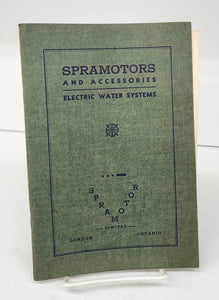 SPRAMOTORS
AND ACCESSORIES
ELECTRIC WATER SYSTEMS
SPRAMOTOR
LIMITED
LONDON ONTARIO